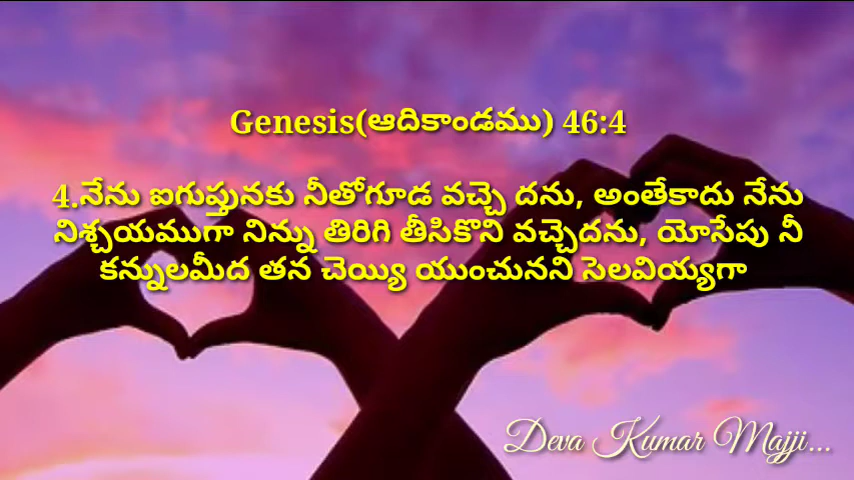 Genesis(ఆదికాండము) 46:4
4.నేను ఐగుప్తునకు నీతోగూడ వచ్చె దను, అంతేకాదు నేను
నిశ్చయముగా నిన్ను తిరిగి తీసికొని వచ్చెదను, యోసేపు నీ
కన్నులమీద తన చెయ్యి యుంచునని సెలవియ్యగా
Deva Kumar Majji...